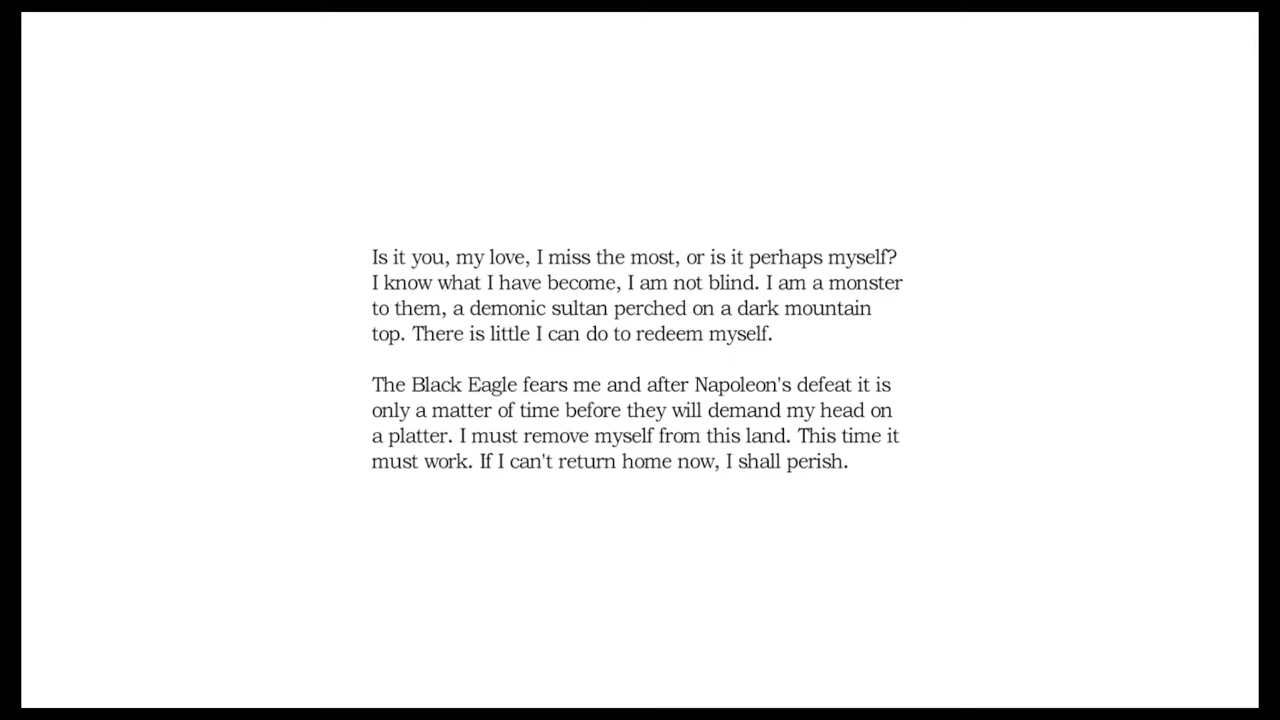 Is it you, my love, I miss the most, or is it perhaps myself?
I know what I have become, I am not blind. I am a monster
to them, a demonic sultan perched on a dark mountain
top. There is little I can do to redeem myself.
The Black Eagle fears me and after Napoleon's defeat it is
only a matter of time before they will demand my head on
a platter. I must remove myself from this land. This time it
must work. If I can't return home now, I shall perish.